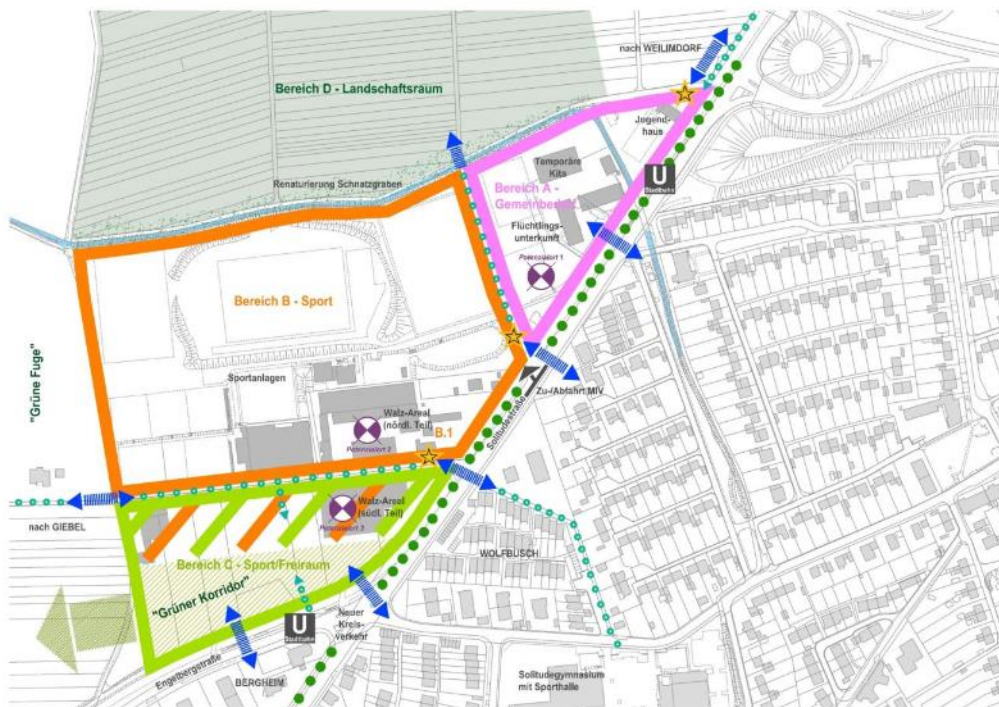 nach WEILIMDORF
Bereich D - Landschaftsraum
Jugend-
haus
Temporäre
Kita
U
Stadtbahn
Renaturierung Schnatzgraben
Bereich A -
Gemeinbedarf
Flüchtlings-
unterkunft
Potenzialort 1
Bereich B - Sport
"Grüne Fuge"
Sportanlagen
Zu-/Abfahrt MIV
Solitudestraße
Walz-Areal
(nördl. Teil)
B.1
Potenzialort 2
nach GIEBEL
Walz-Areal
(südl. Teil)
Potenzialort 3
WOLFBUSCH
Bereich C - Sport/Freiraum
"Grüner Korridor"
U
Stadtbahn
Neuer
Kreis-
verkehr
Engelbergstraße
BERGHEIM
Solitudegymnasium
mit Sporthalle